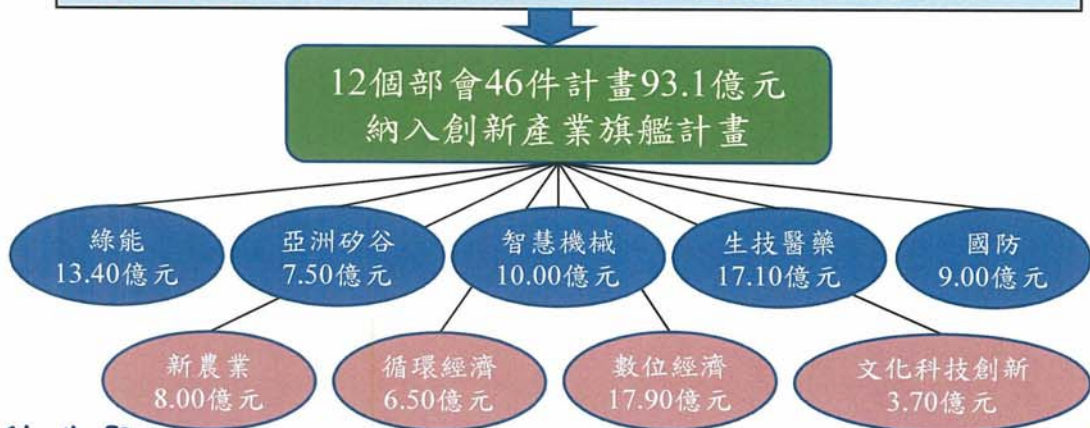 12個部會46件計畫93.1億元
納入創新產業旗艦計畫
綠能
13.40億元
亞洲矽谷
7.50億元
智慧機械
10.00億元
生技醫藥
17.10億元
國防
9.00億元
新農業
8.00億元
循環經濟
6.50億元
數位經濟
17.90億元
文化科技創新
3.70億元